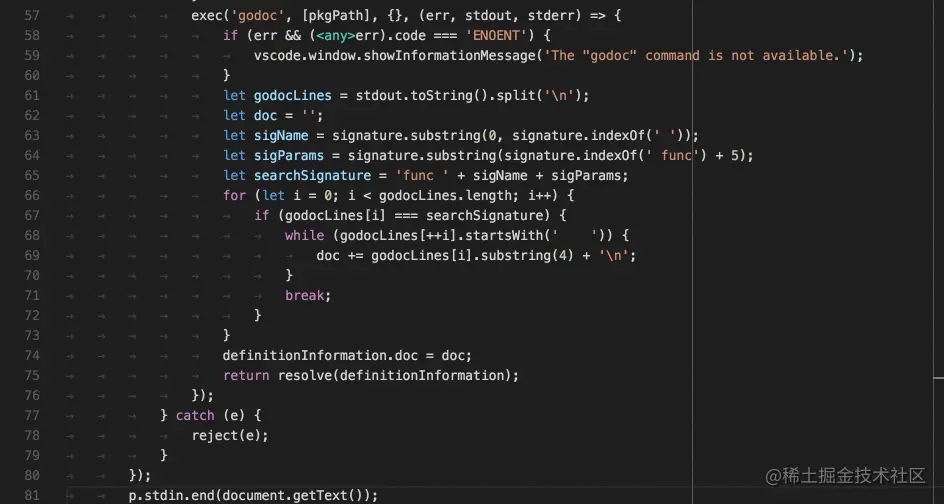 57 exec('godoc', [pkgPath], {}, (err, stdout, stderr) => {
58 if (err && (<any>err).code === 'ENOENT') {
59 vscode.window.showInformationMessage('The "godoc" command is not available.');
60 }
61 let godocLines = stdout.toString().split('\n');
62 let doc = '';
63 let sigName = signature.substring(0, signature.indexOf(' '));
64 let sigParams = signature.substring(signature.indexOf(' func') + 5);
65 let searchSignature = 'func ' + sigName + sigParams;
66 for (let i = 0; i < godocLines.length; i++) {
67 if (godocLines[i] === searchSignature) {
68 while (godocLines[++i].startsWith('    ')) {
69 doc += godocLines[i].substring(4) + '\n';
70 }
71 break;
72 }
73 }
74 definitionInformation.doc = doc;
75 return resolve(definitionInformation);
76 });
77 } catch (e) {
78 reject(e);
79 }
80 });
81 p.stdin.end(document.getText());
@稀土掘金技术社区